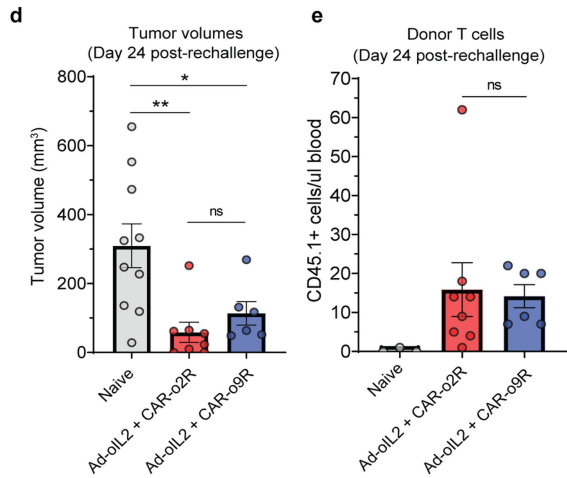 d
Tumor volumes
(Day 24 post-rechallenge)
800
600
400
200
0
Tumor volume (mm³)
*
**
ns
Naive
Ad-oIL2 + CAR-o2R
Ad-oIL2 + CAR-o9R
e
Donor T cells
(Day 24 post-rechallenge)
70
60
50
40
30
20
10
0
CD45.1+ cells/ul blood
ns
Naive
Ad-oIL2 + CAR-o2R
Ad-oIL2 + CAR-o9R